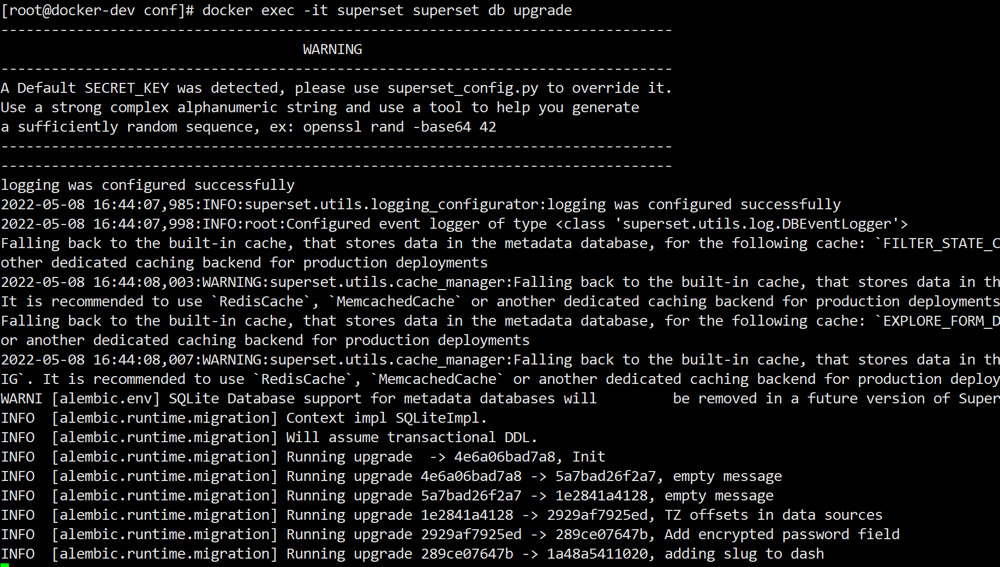 [root@docker-dev conf]# docker exec -it superset superset db upgrade
--------------------------------------------------------------------------------
                                    WARNING
--------------------------------------------------------------------------------
A Default SECRET_KEY was detected, please use superset_config.py to override it.
Use a strong complex alphanumeric string and use a tool to help you generate
a sufficiently random sequence, ex: openssl rand -base64 42
--------------------------------------------------------------------------------
--------------------------------------------------------------------------------
logging was configured successfully
2022-05-08 16:44:07,985:INFO:superset.utils.logging_configurator:logging was configured successfully
2022-05-08 16:44:07,998:INFO:root:Configured event logger of type <class 'superset.utils.log.DBEventLogger'>
Falling back to the built-in cache, that stores data in the metadata database, for the following cache: `FILTER_STATE_C
other dedicated caching backend for production deployments
2022-05-08 16:44:08,003:WARNING:superset.utils.cache_manager:Falling back to the built-in cache, that stores data in th
It is recommended to use `RedisCache`, `MemcachedCache` or another dedicated caching backend for production deployments
Falling back to the built-in cache, that stores data in the metadata database, for the following cache: `EXPLORE_FORM_D
or another dedicated caching backend for production deployments
2022-05-08 16:44:08,007:WARNING:superset.utils.cache_manager:Falling back to the built-in cache, that stores data in th
IG`. It is recommended to use `RedisCache`, `MemcachedCache` or another dedicated caching backend for production deploy
WARNI [alembic.env] SQLite Database support for metadata databases will         be removed in a future version of Super
INFO  [alembic.runtime.migration] Context impl SQLiteImpl.
INFO  [alembic.runtime.migration] Will assume transactional DDL.
INFO  [alembic.runtime.migration] Running upgrade  -> 4e6a06bad7a8, Init
INFO  [alembic.runtime.migration] Running upgrade 4e6a06bad7a8 -> 5a7bad26f2a7, empty message
INFO  [alembic.runtime.migration] Running upgrade 5a7bad26f2a7 -> 1e2841a4128, empty message
INFO  [alembic.runtime.migration] Running upgrade 1e2841a4128 -> 2929af7925ed, TZ offsets in data sources
INFO  [alembic.runtime.migration] Running upgrade 2929af7925ed -> 289ce07647b, Add encrypted password field
INFO  [alembic.runtime.migration] Running upgrade 289ce07647b -> 1a48a5411020, adding slug to dash